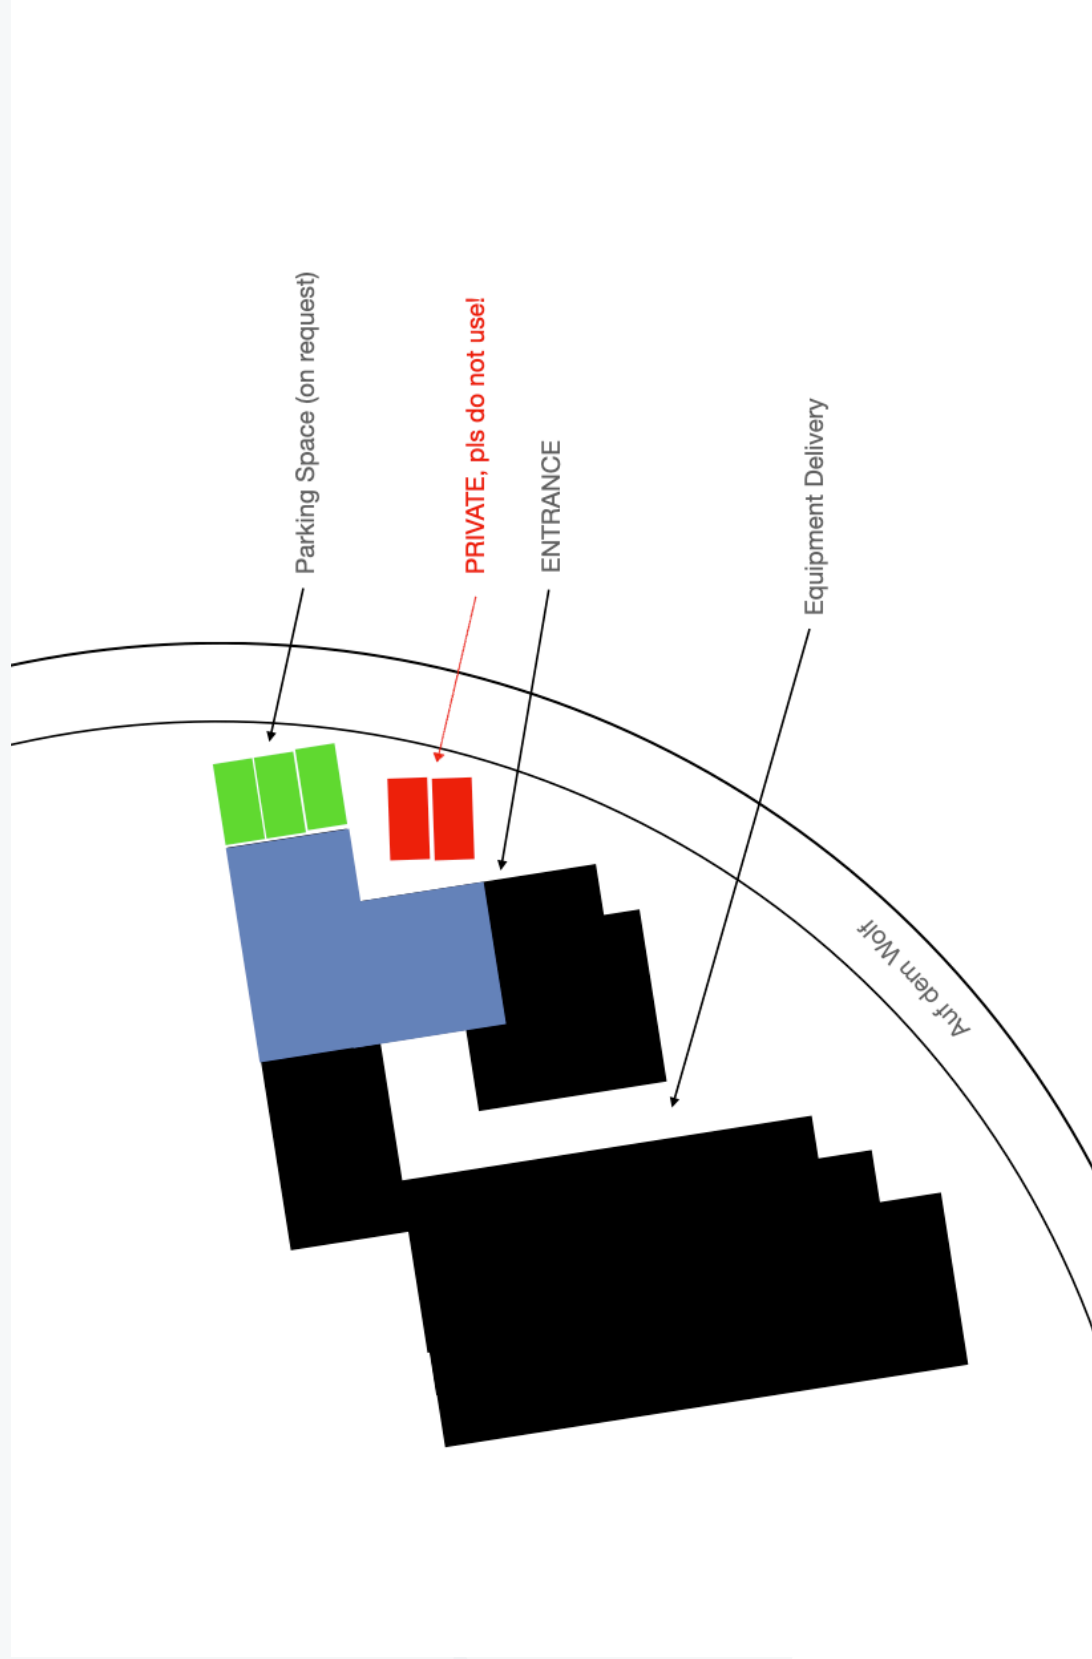 Parking Space (on request)
PRIVATE, pls do not use!
ENTRANCE
Equipment Delivery
Auf dem Wolf